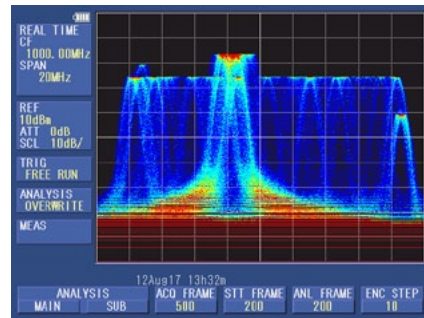 REAL TIME
CF
1000.00MHz
SPAN
20MHz
REF
10dBm
ATT 0dB
SCL 10dB/
TRIG
FREE RUN
ANALYSIS
OVERWRITE
MEAS
12Aug17 13h32m
ANALYSIS
MAIN SUB
ACQ FRAME
500
STT FRAME
200
ANL FRAME
200
ENC STEP
10